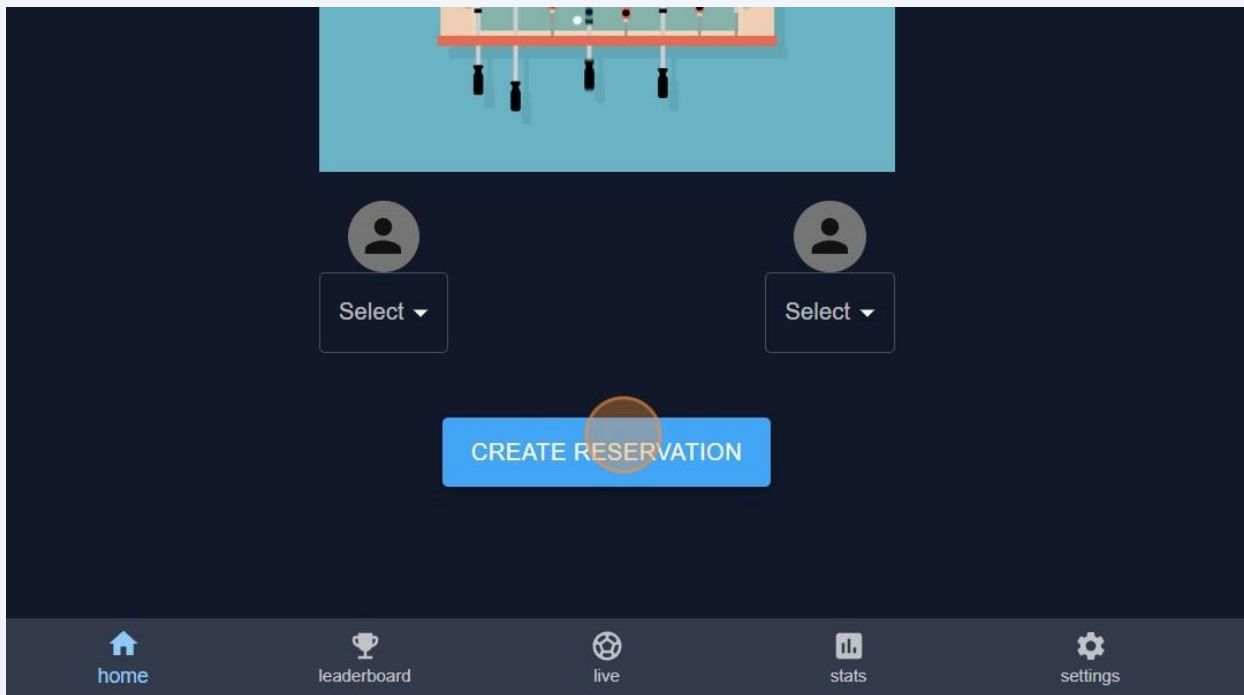 Select
Select
CREATE RESERVATION
home
leaderboard
live
stats
settings